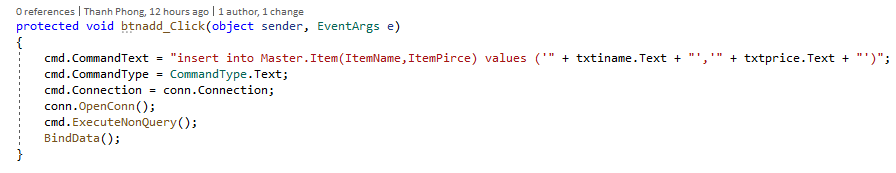 0 references | Thanh Phong, 12 hours ago | 1 author, 1 change
protected void btnadd_Click(object sender, EventArgs e)
{
cmd.CommandText = "insert into Master.Item(ItemName,ItemPirce) values ('" + txtiname.Text + "','" + txtprice.Text + "')";
cmd.CommandType = CommandType.Text;
cmd.Connection = conn.Connection;
conn.OpenConn();
cmd.ExecuteNonQuery();
BindData();
}